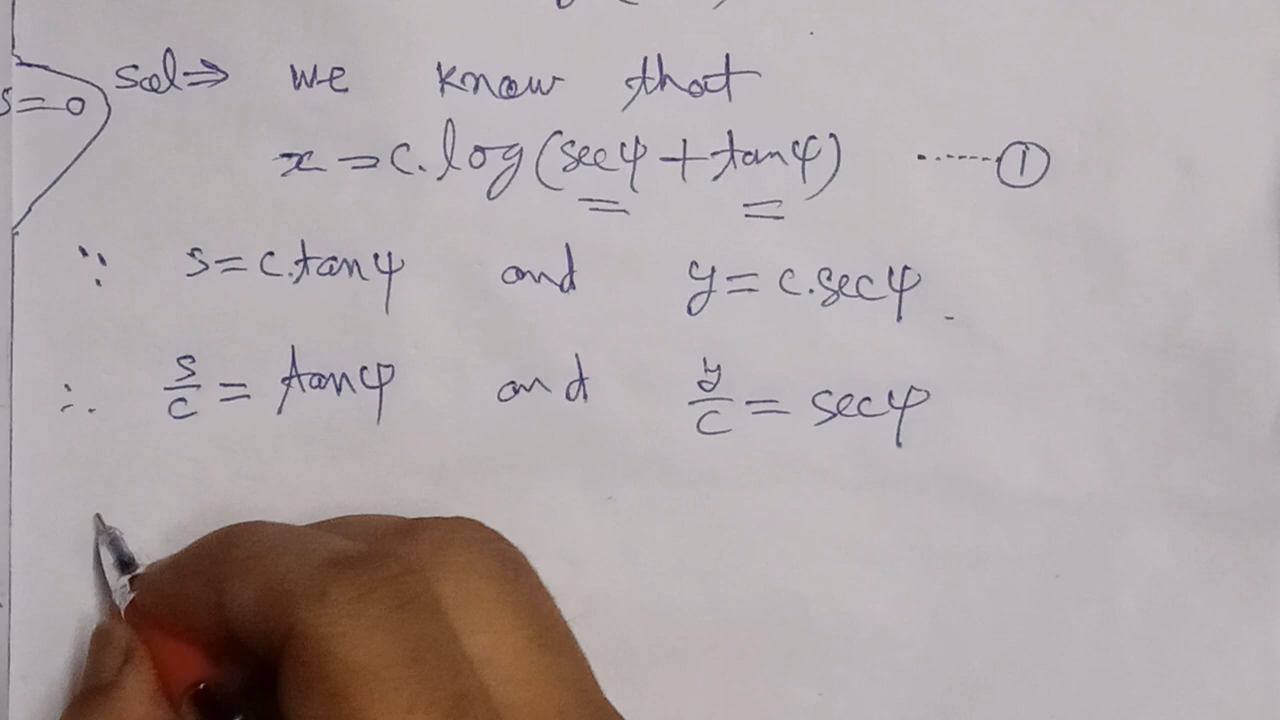 Sol⇒ we know that
s=0
x=c.log(secψ+tanψ) ......①
∵ s=c.tanψ and y=c.secψ
∴ s/c=tanψ and y/c=secψ